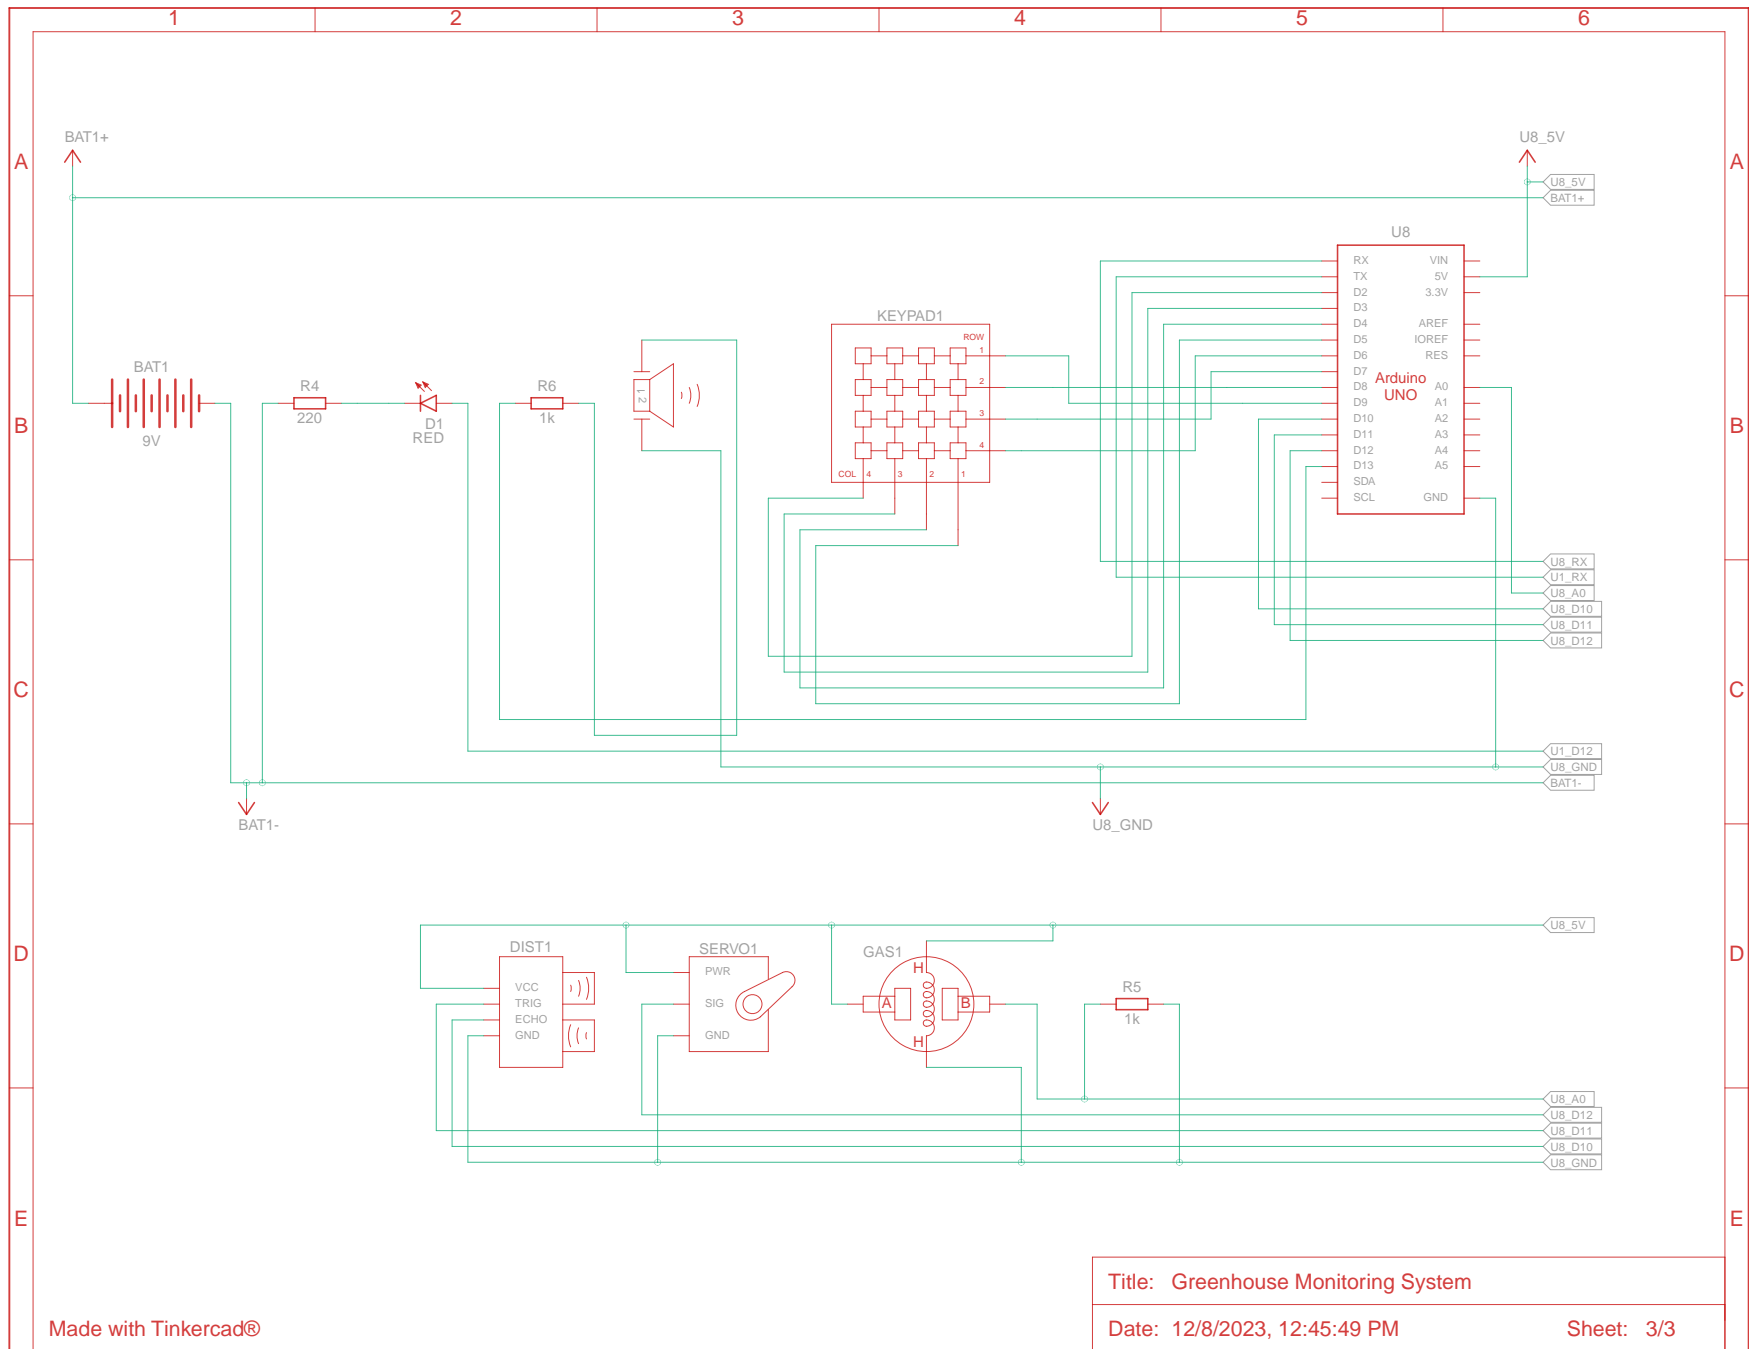 1 2 3 4 5 6
A A
B B
C C
D D
E E
BAT1+
U8_5V
U8_5V
BAT1+
BAT1
9V
R4
220
D1
RED
R6
1k
1 2
KEYPAD1
ROW
1
2
3
4
COL 4 3 2 1
U8
RX VIN
TX 5V
D2 3.3V
D3
D4 AREF
D5 IOREF
D6 RES
D7
Arduino
UNO
D8 A0
D9 A1
D10 A2
D11 A3
D12 A4
D13 A5
SDA
SCL GND
U8_RX
U1_RX
U8_A0
U8_D10
U8_D11
U8_D12
U1_D12
U8_GND
BAT1-
BAT1-
U8_GND
U8_5V
DIST1
VCC
TRIG
ECHO
GND
SERVO1
PWR
SIG
GND
GAS1
H
A B
H
R5
1k
U8_A0
U8_D12
U8_D11
U8_D10
U8_GND
Title: Greenhouse Monitoring System
Made with Tinkercad®
Date: 12/8/2023, 12:45:49 PM Sheet: 3/3